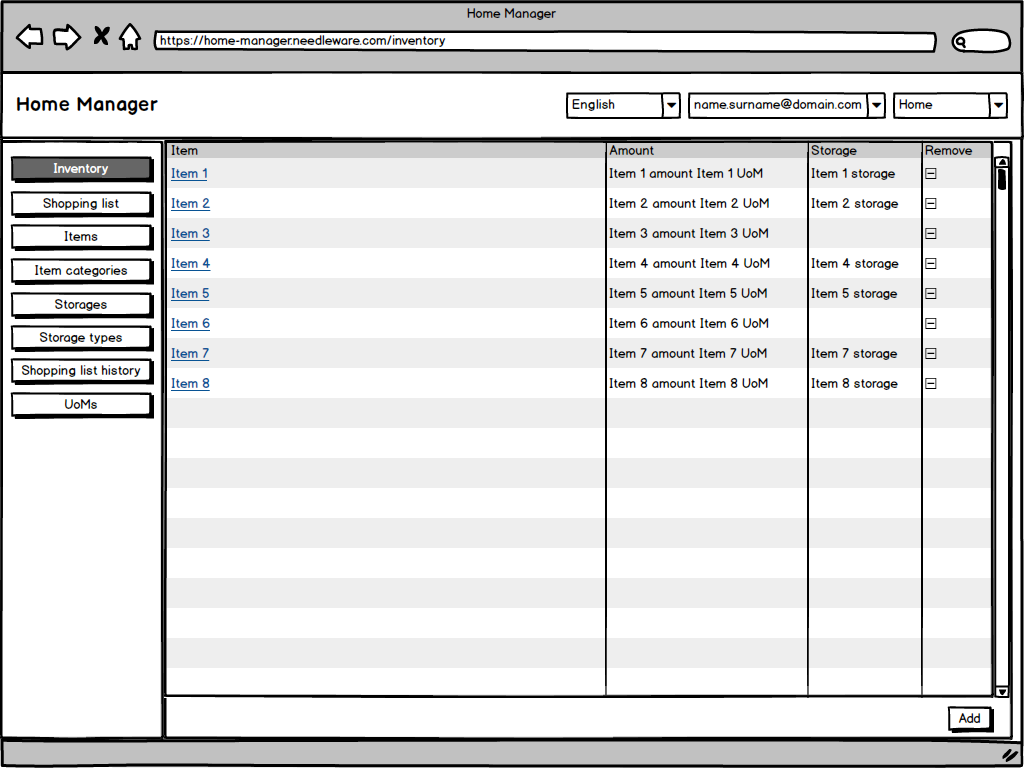 Home Manager
https://home-manager.needleware.com/inventory
Home Manager
English
name.surname@domain.com
Home
Inventory
Shopping list
Items
Item categories
Storages
Storage types
Shopping list history
UoMs
Item Amount Storage Remove
Item 1 Item 1 amount Item 1 UoM Item 1 storage
Item 2 Item 2 amount Item 2 UoM Item 2 storage
Item 3 Item 3 amount Item 3 UoM
Item 4 Item 4 amount Item 4 UoM Item 4 storage
Item 5 Item 5 amount Item 5 UoM Item 5 storage
Item 6 Item 6 amount Item 6 UoM
Item 7 Item 7 amount Item 7 UoM Item 7 storage
Item 8 Item 8 amount Item 8 UoM Item 8 storage
Add